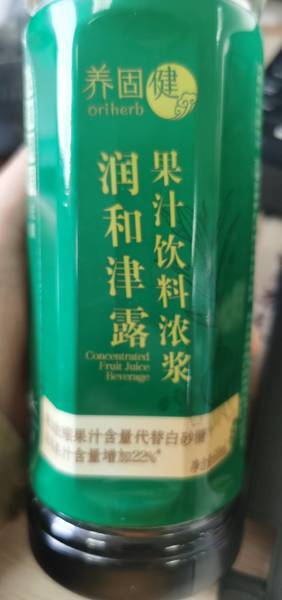 养固健
oriherb
果汁饮料浓浆
润和津露
Concentrated
Fruit Juice
Beverage
果汁含量代替白砂糖
果汁含量增加22%*